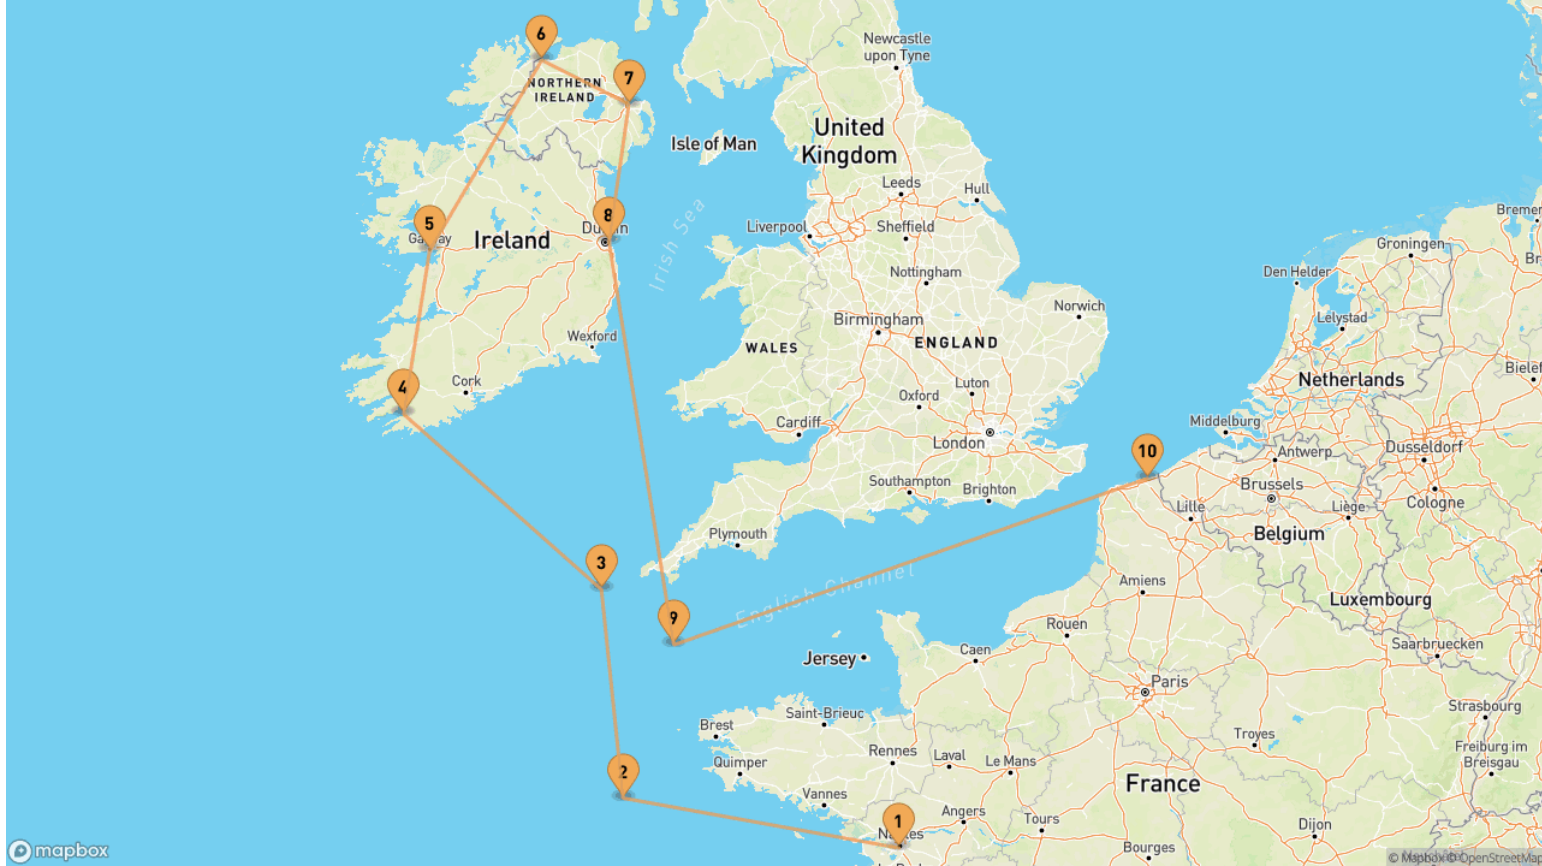 6
Newcastle
upon Tyne
7
NORTHERN
IRELAND
United
Kingdom
Isle of Man
Leeds
Hull
5
8
Irish Sea
Liverpool
Sheffield
Ireland
Groningen
Den Helder
Nottingham
Norwich
Lelystad
Wexford
Birmingham
WALES
ENGLAND
4
Cork
Luton
Netherlands
Oxford
Cardiff
London
Middelburg
10
Antwerp
Dusseldorf
Southampton
Brighton
Brussels
Cologne
Lille
Liège
Plymouth
Belgium
3
English Channel
Amiens
Luxembourg
9
Rouen
Saarbruecken
Caen
Jersey
Paris
Strasbourg
Saint-Brieuc
Brest
Troyes
Rennes
Laval
Le Mans
Freiburg im
Breisgau
Quimper
2
France
Vannes
Angers
1
Tours
Dijon
Bourges
mapbox
© Mapbox © OpenStreetMap